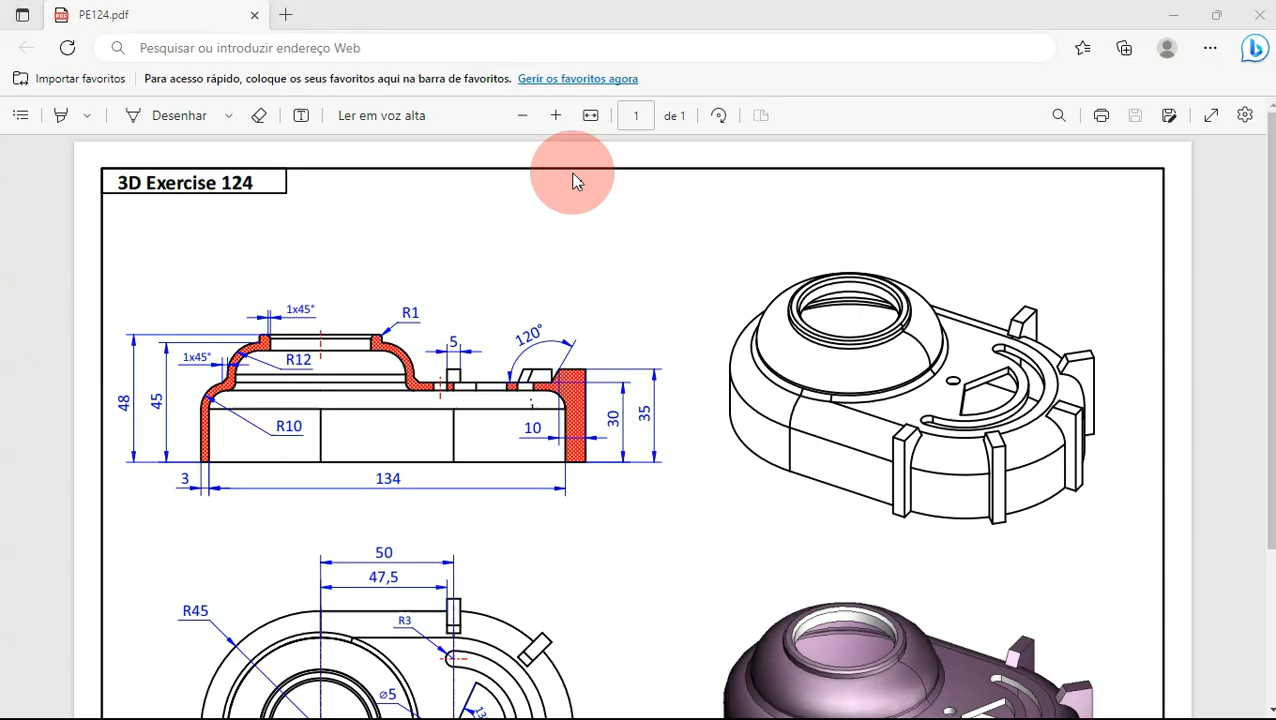 PE124.pdf
Pesquisar ou introduzir endereço Web
Importar favoritos
Para acesso rápido, coloque os seus favoritos aqui na barra de favoritos. Gerir os favoritos agora
Desenhar
Ler em voz alta
1 de 1
3D Exercise 124
1x45°
R1
5
120°
1x45°
R12
48
45
R10
10
30
35
3
134
50
47,5
R45
R3
⌀5
13